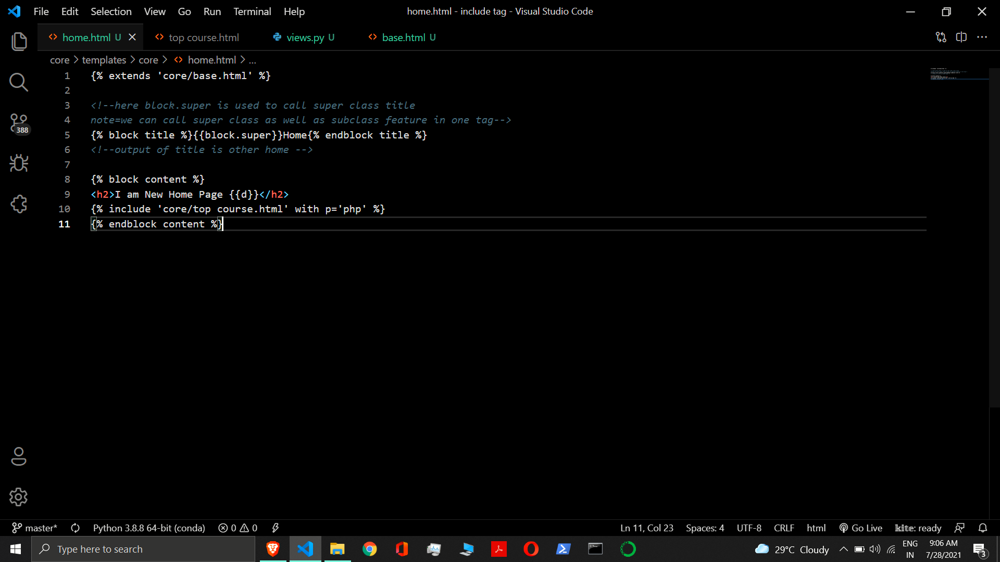 File Edit Selection View Go Run Terminal Help
home.html - include tag - Visual Studio Code
home.html U
top course.html
views.py U
base.html U
core > templates > core > home.html > ...
1 {% extends 'core/base.html' %}
2
3 <!--here block.super is used to call super class title
4 note=we can call super class as well as subclass feature in one tag-->
5 {% block title %}{{block.super}}Home{% endblock title %}
6 <!--output of title is other home -->
7
8 {% block content %}
9 <h2>I am New Home Page {{d}}</h2>
10 {% include 'core/top course.html' with p='php' %}
11 {% endblock content %}
388
master*
Python 3.8.8 64-bit (conda)
0
0
Ln 11, Col 23
Spaces: 4
UTF-8
CRLF
html
Go Live
kite: ready
Type here to search
29°C Cloudy
ENG
IN
9:06 AM
7/28/2021
3